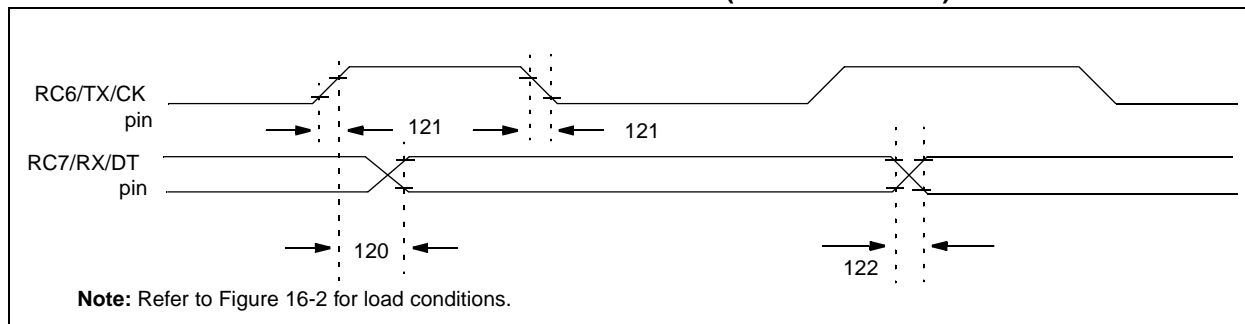 RC6/TX/CK
pin
121
121
RC7/RX/DT
pin
120
122
Note: Refer to Figure 16-2 for load conditions.